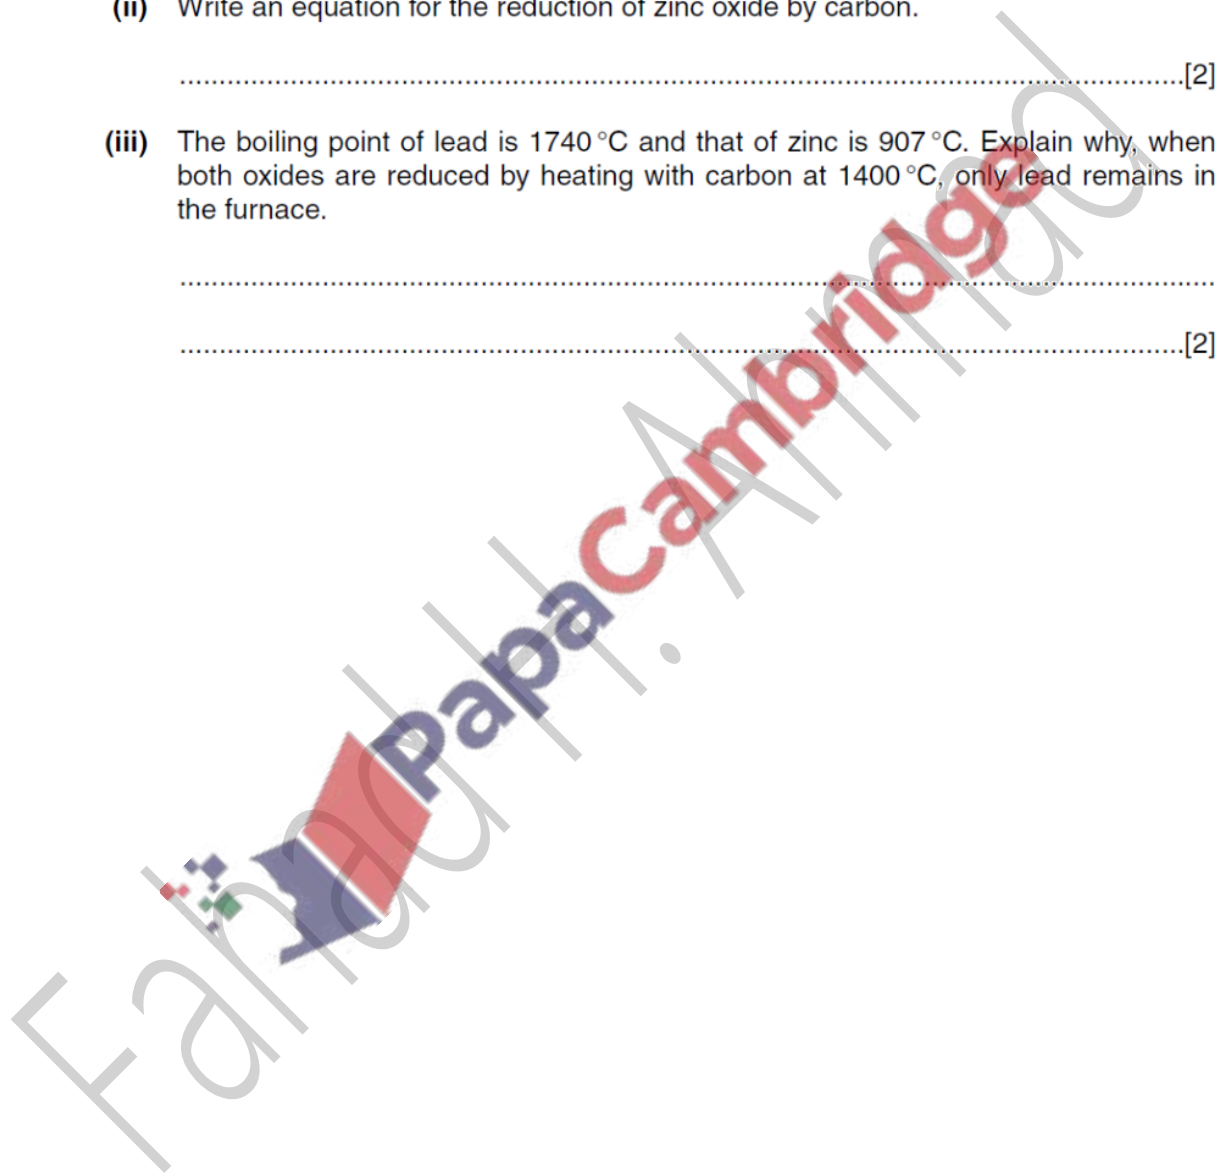 (ii) Write an equation for the reduction of zinc oxide by carbon.
..........................................................................................................................[2]
(iii) The boiling point of lead is 1740 °C and that of zinc is 907 °C. Explain why, when
both oxides are reduced by heating with carbon at 1400 °C, only lead remains in
the furnace.
..............................................................................................................................
..........................................................................................................................[2]
PapaCambridge
Fahad H. Ahmad